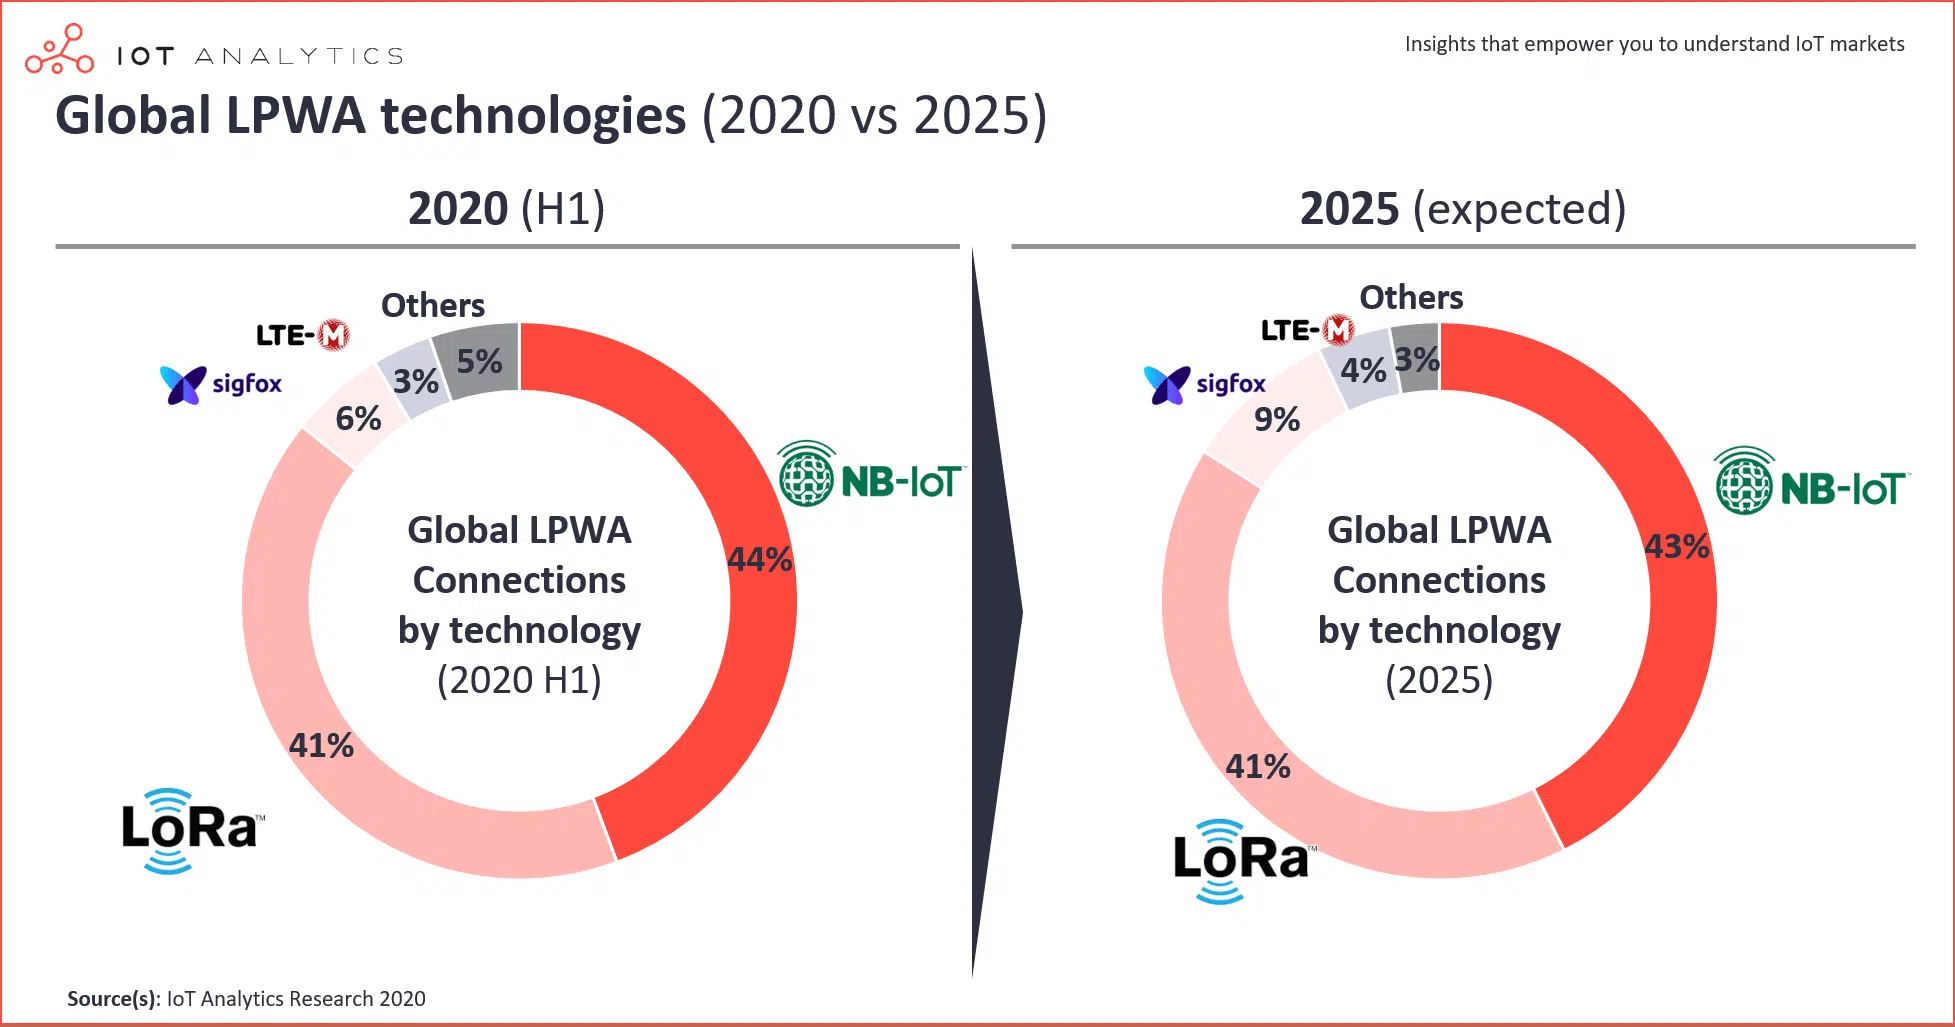 IOT ANALYTICS
Insights that empower you to understand IoT markets
Global LPWA technologies (2020 vs 2025)
2020 (H1)
Others
LTE-M
sigfox
5%
3%
6%
NB-IoT™
44%
Global LPWA
Connections
by technology
(2020 H1)
41%
LoRa™
2025 (expected)
Others
LTE-M
sigfox
3%
4%
9%
NB-IoT™
43%
Global LPWA
Connections
by technology
(2025)
41%
LoRa™
Source(s): IoT Analytics Research 2020